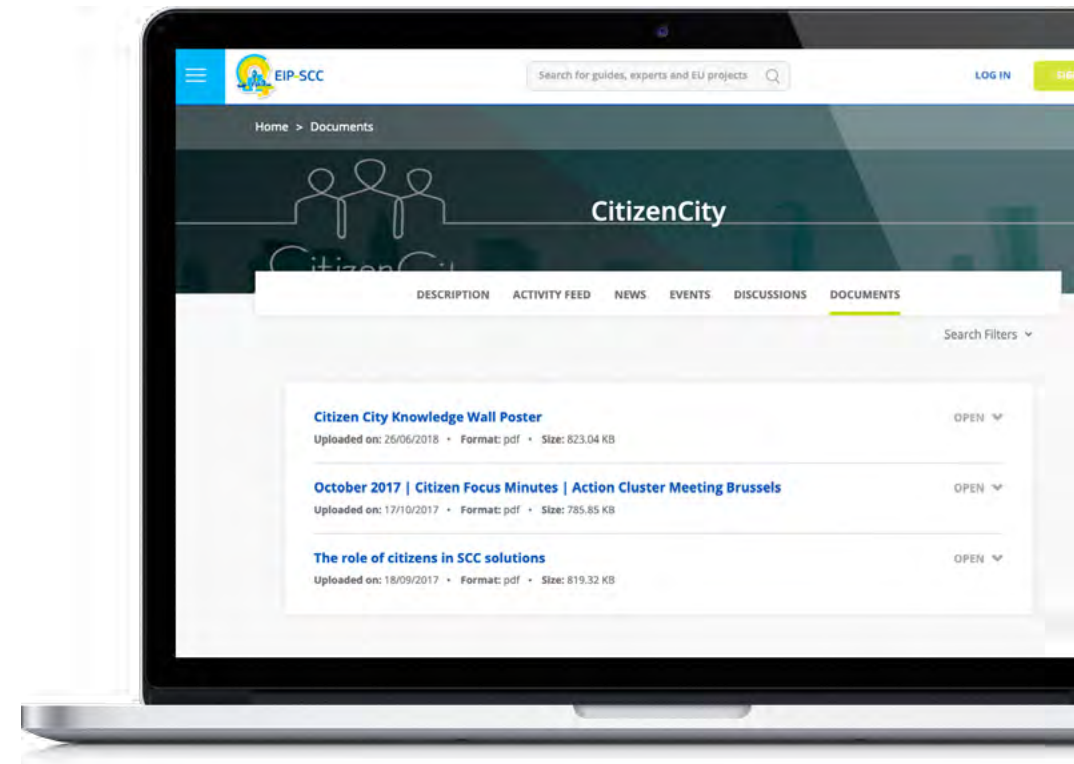 EIP-SCC
Search for guides, experts and EU projects
LOG IN
Home > Documents
CitizenCity
DESCRIPTION ACTIVITY FEED NEWS EVENTS DISCUSSIONS DOCUMENTS
Search Filters
Citizen City Knowledge Wall Poster
OPEN
Uploaded on: 26/06/2018 • Format: pdf • Size: 823.04 KB
October 2017 | Citizen Focus Minutes | Action Cluster Meeting Brussels
OPEN
Uploaded on: 17/10/2017 • Format: pdf • Size: 785.85 KB
The role of citizens in SCC solutions
OPEN
Uploaded on: 18/09/2017 • Format: pdf • Size: 819.32 KB